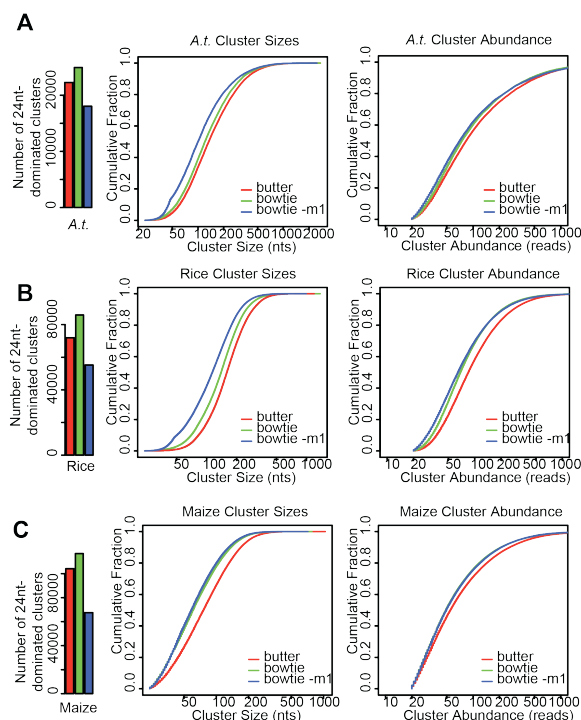 A
Number of 24nt-
dominated clusters
0
10000
20000
A.t.
A.t. Cluster Sizes
Cumulative Fraction
0.0 0.2 0.4 0.6 0.8 1.0
butter
bowtie
bowtie -m1
20 50 100 200 500 1000 2000
Cluster Size (nts)
A.t. Cluster Abundance
Cumulative Fraction
0.0 0.2 0.4 0.6 0.8 1.0
butter
bowtie
bowtie -m1
10 20 50 100 200 500 1000
Cluster Abundance (reads)
B
Number of 24nt-
dominated clusters
0
40000
80000
Rice
Rice Cluster Sizes
Cumulative Fraction
0.0 0.2 0.4 0.6 0.8 1.0
butter
bowtie
bowtie -m1
50 100 200 500 1000
Cluster Size (nts)
Rice Cluster Abundance
Cumulative Fraction
0.0 0.2 0.4 0.6 0.8 1.0
butter
bowtie
bowtie -m1
10 20 50 100 200 500 1000
Cluster Abundance (reads)
C
Number of 24nt-
dominated clusters
0
40000
80000
Maize
Maize Cluster Sizes
Cumulative Fraction
0.0 0.2 0.4 0.6 0.8 1.0
butter
bowtie
bowtie -m1
50 100 200 500 1000
Cluster Size (nts)
Maize Cluster Abundance
Cumulative Fraction
0.0 0.2 0.4 0.6 0.8 1.0
butter
bowtie
bowtie -m1
10 20 50 100 200 500 1000
Cluster Abundance (reads)